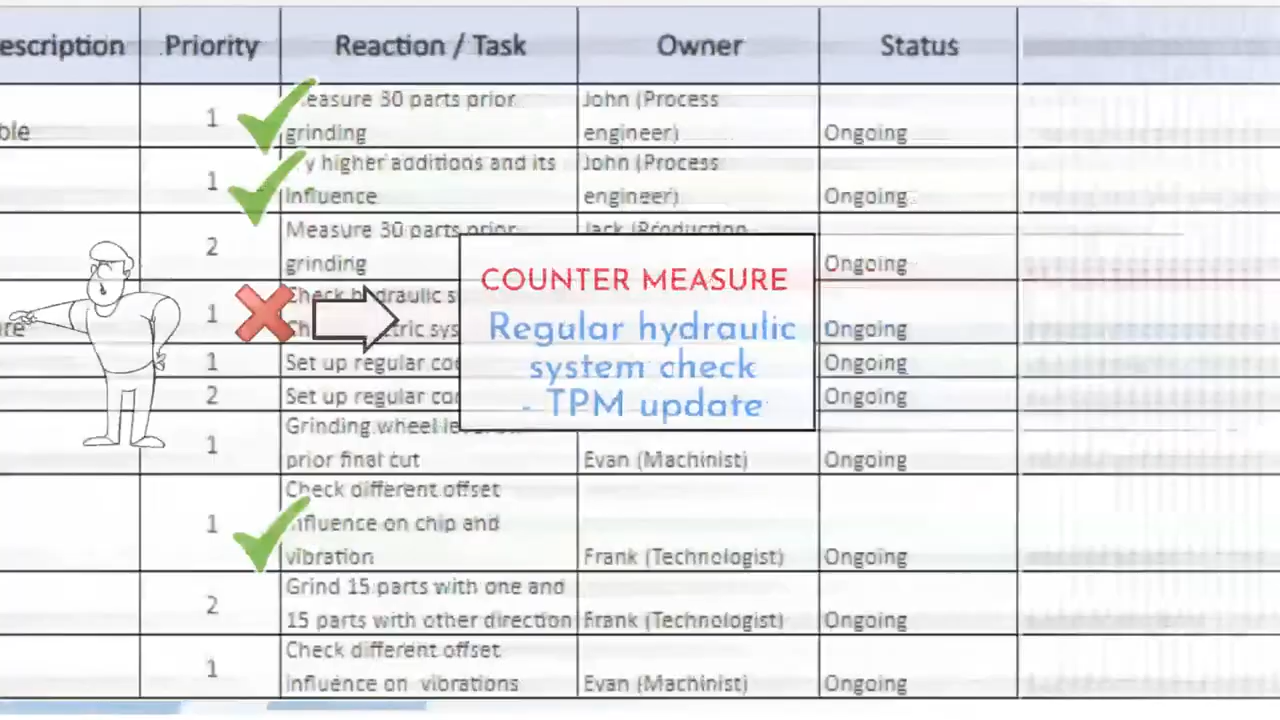 escription Priority Reaction / Task Owner Status
1 easure 30 parts prior grinding John (Process engineer) Ongoing
ble
1 y higher additions and its influence John (Process engineer) Ongoing
2 Measure 30 parts prior grinding Jack (Production Ongoing
1 Check hydraulic s Ongoing
COUNTER MEASURE
Regular hydraulic
system check
- TPM update
1 Set up regular co Ongoing
2 Set up regular co Ongoing
1 Grinding wheel prior final cut Evan (Machinist) Ongoing
1 Check different offset influence on chip and vibration Frank (Technologist) Ongoing
2 Grind 15 parts with one and 15 parts with other direction Frank (Technologist) Ongoing
1 Check different offset influence on vibrations Evan (Machinist) Ongoing